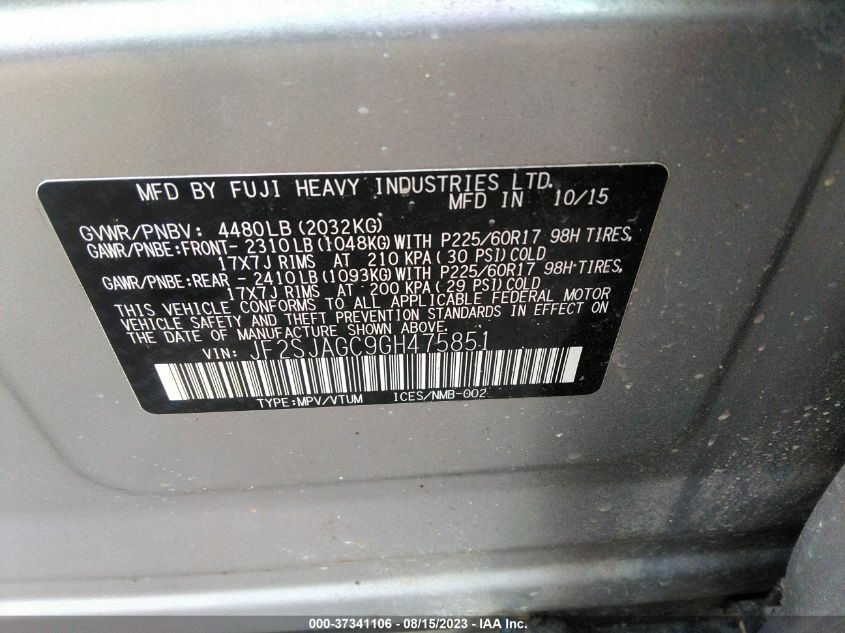 MFD BY FUJI HEAVY INDUSTRIES LTD.
MFD IN 10/15
GVWR/PNBV: 4480LB (2032KG)
GAWR/PNBE:FRONT- 2310LB (1048KG) WITH P225/60R17 98H TIRES,
17X7J RIMS AT 210 KPA ( 30 PSI) COLD
GAWR/PNBE:REAR - 2410LB (1093KG) WITH P225/60R17 98H TIRES,
17X7J RIMS AT 200 KPA ( 29 PSI) COLD
THIS VEHICLE CONFORMS TO ALL APPLICABLE FEDERAL MOTOR
VEHICLE SAFETY AND THEFT PREVENTION STANDARDS IN EFFECT ON
THE DATE OF MANUFACTURE SHOWN ABOVE.
VIN: JF2SJAGC9GH475851
TYPE:MPV/VTUM ICES/NMB-002
000-37341106 - 08/15/2023 - IAA Inc.